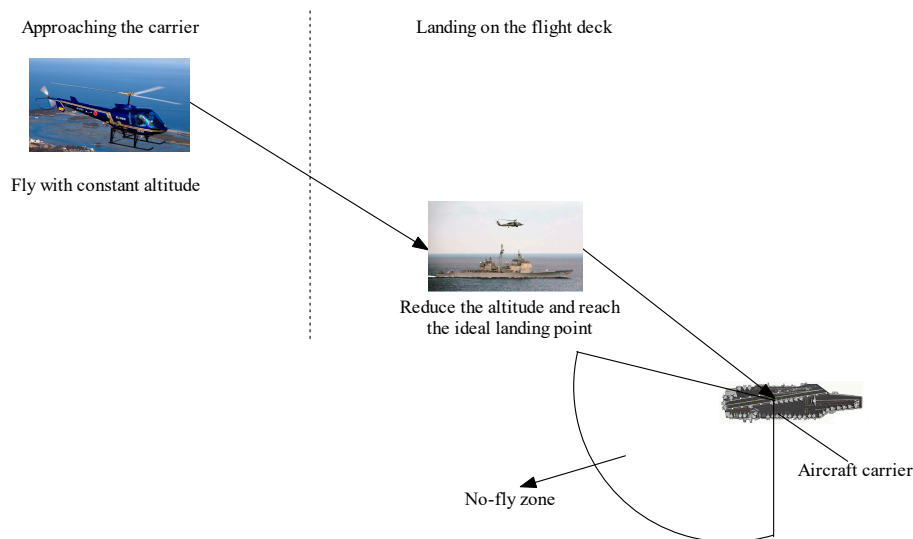 Approaching the carrier
Landing on the flight deck
Fly with constant altitude
Reduce the altitude and reach
the ideal landing point
Aircraft carrier
No-fly zone